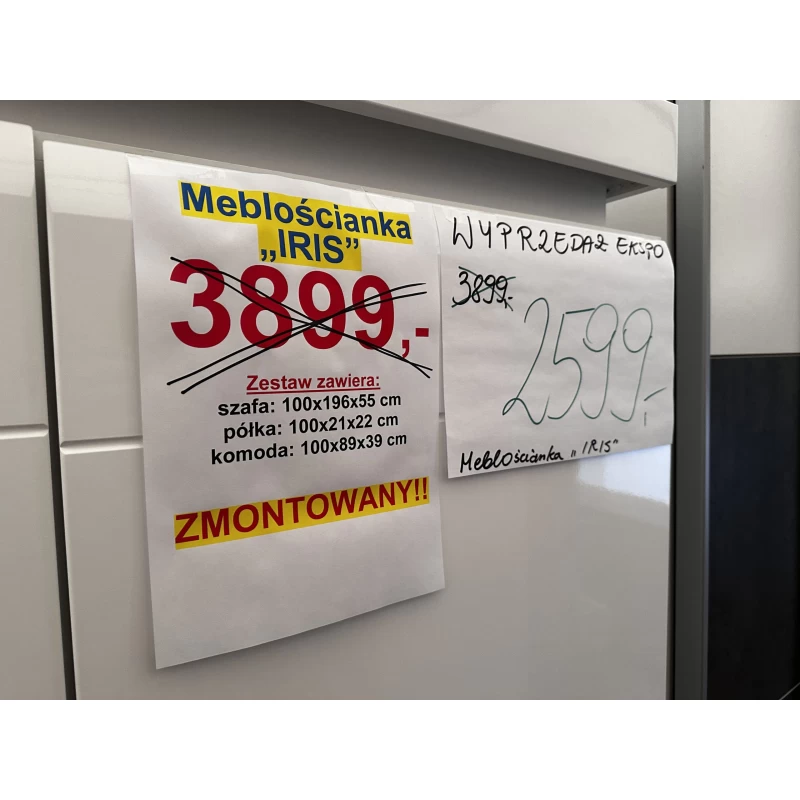 Meblościanka
„IRIS”
3899,-
Zestaw zawiera:
szafa: 100x196x55 cm
półka: 100x21x22 cm
komoda: 100x89x39 cm
ZMONTOWANY!!
WYPRZEDAŻ EKSPO
3899,-
2599,-
Meblościanka „IRIS"